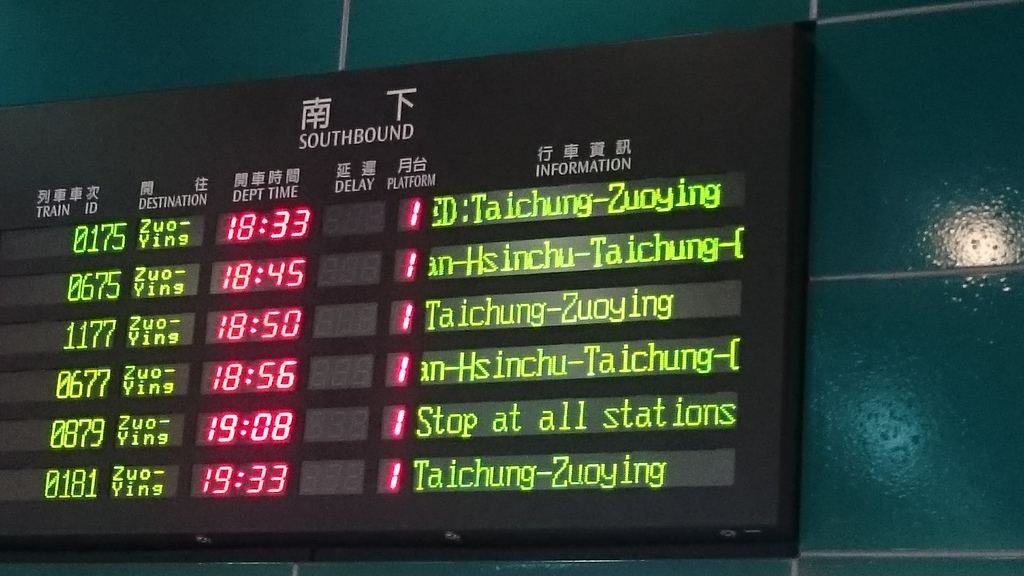 南 下
SOUTHBOUND
列車車次 開 往 開車時間 延遲 月台 行車資訊
TRAIN ID DESTINATION DEPT TIME DELAY PLATFORM INFORMATION
0175 Zuo-Ying 18:33 1 ED:Taichung-Zuoying
0675 Zuo-Ying 18:45 1 an-Hsinchu-Taichung-
1177 Zuo-Ying 18:50 1 Taichung-Zuoying
0677 Zuo-Ying 18:56 1 an-Hsinchu-Taichung-
0879 Zuo-Ying 19:08 1 Stop at all stations
0181 Zuo-Ying 19:33 1 Taichung-Zuoying